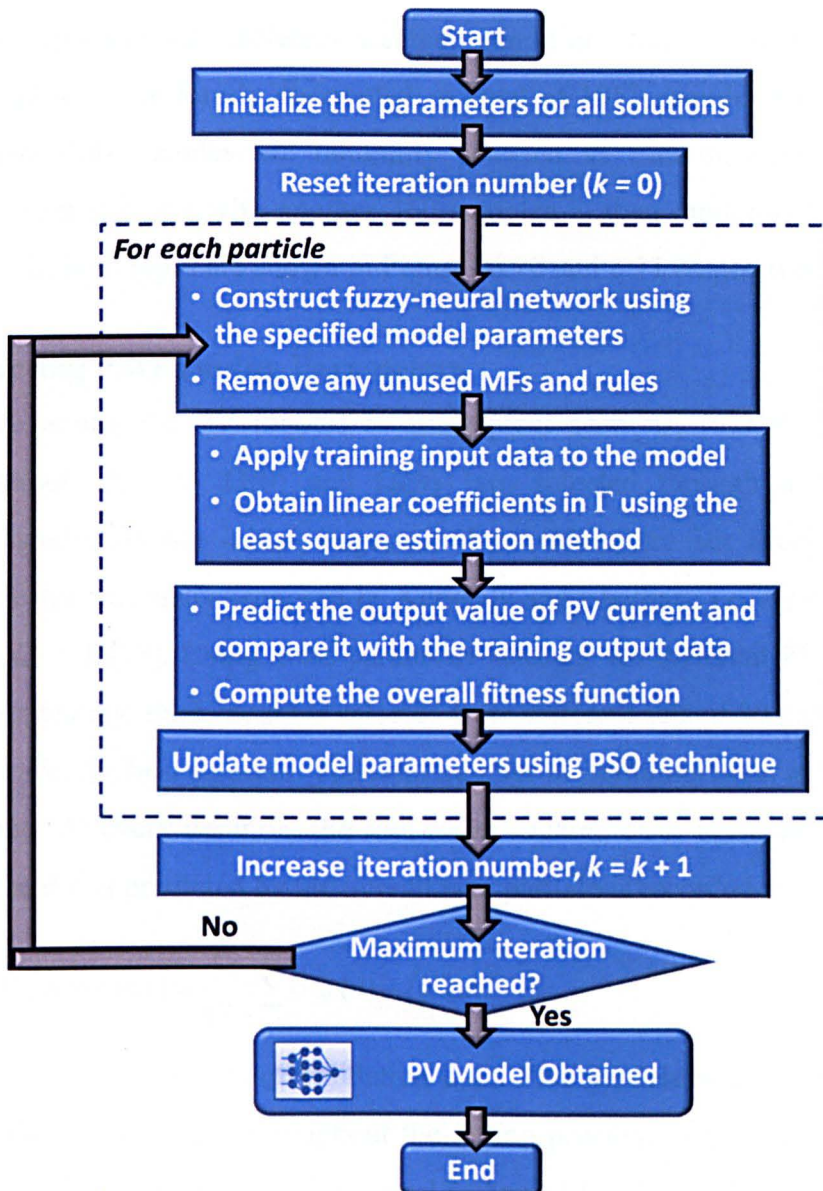 Start
Initialize the parameters for all solutions
Reset iteration number (k = 0)
For each particle
• Construct fuzzy-neural network using
the specified model parameters
• Remove any unused MFs and rules
• Apply training input data to the model
• Obtain linear coefficients in Γ using the
least square estimation method
• Predict the output value of PV current and
compare it with the training output data
• Compute the overall fitness function
Update model parameters using PSO technique
Increase iteration number, k = k + 1
No
Maximum iteration
reached?
Yes
PV Model Obtained
End